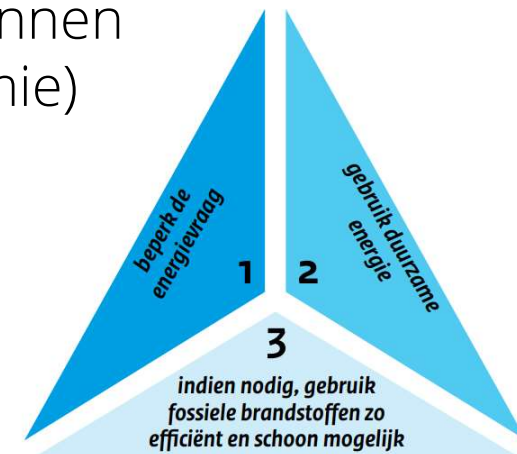 nnen
nie)
beperk de
energievraag
1
2
gebruik duurzame
energie
3
indien nodig, gebruik
fossiele brandstoffen zo
efficiënt en schoon mogelijk